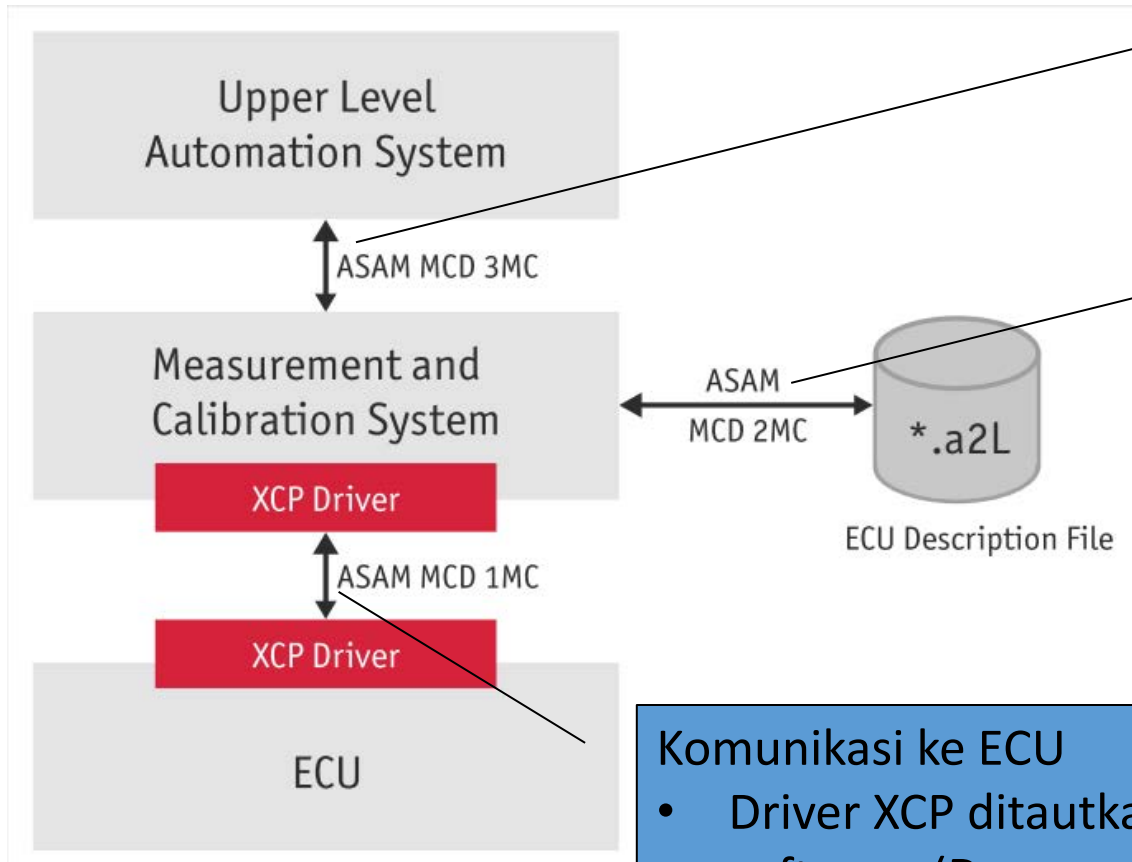 Upper Level
Automation System
ASAM MCD 3MC
Measurement and
Calibration System
ASAM
MCD 2MC
*.a2L
ECU Description File
XCP Driver
ASAM MCD 1MC
XCP Driver
ECU
Komunikasi ke ECU
• Driver XCP